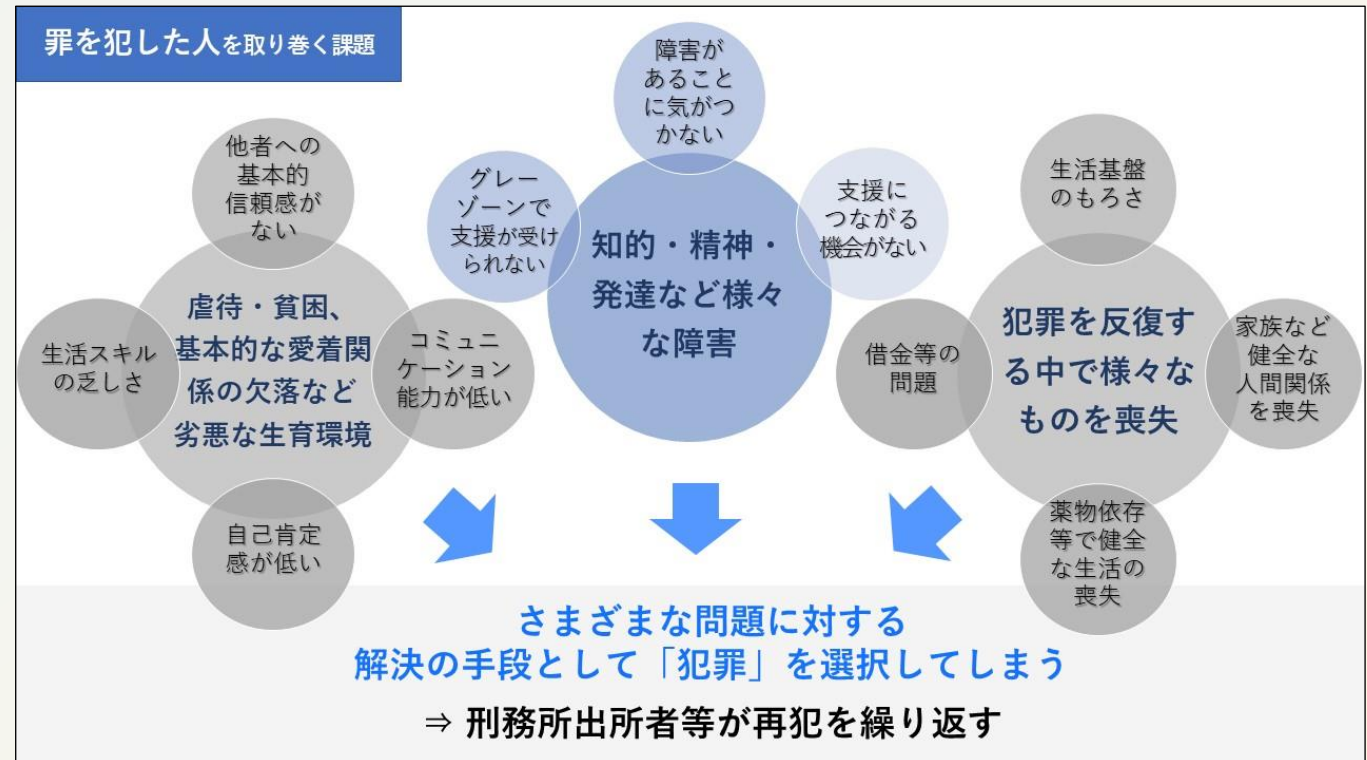 罪を犯した人を取り巻く課題
他者への
基本的
信頼感が
ない
虐待・貧困、
基本的な愛着関
係の欠落など
劣悪な生育環境
生活スキル
の乏しさ
コミュニ
ケーション
能力が低い
自己肯定
感が低い
障害が
あること
に気がつ
かない
グレー
ゾーンで
支援が受け
られない
支援に
つながる
機会がない
知的・精神・
発達など様々
な障害
生活基盤
のもろさ
借金等の
問題
犯罪を反復す
る中で様々な
ものを喪失
家族など
健全な
人間関係
を喪失
薬物依存
等で健全
な生活の
喪失
さまざまな問題に対する
解決の手段として「犯罪」を選択してしまう
⇒ 刑務所出所者等が再犯を繰り返す